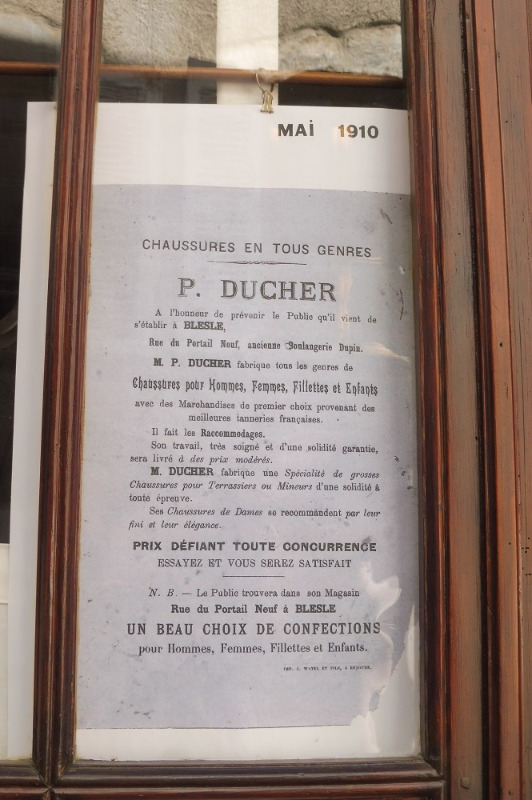 MAİ 1910
CHAUSSURES EN TOUS GENRES
P. DUCHER
A l'honneur de prévenir le Public qu'il vient de
s'établir à BLESLE,
Rue du Portail Neuf, ancienne Boulangerie Dupin.
M. P. DUCHER fabrique tous les genres de
Chaussures pour Hommes, Femmes, Fillettes et Enfants
avec des Marchandises de premier choix provenant des
meilleures tanneries françaises.
Il fait les Raccommodages.
Son travail, très soigné et d'une solidité garantie,
sera livré à des prix modérés.
M. DUCHER fabrique une Spécialité de grosses
Chaussures pour Terrassiers ou Mineurs d'une solidité à
toute épreuve.
Ses Chaussures de Dames se recommandent par leur
fini et leur élégance.
PRIX DÉFIANT TOUTE CONCURRENCE
ESSAYEZ ET VOUS SEREZ SATISFAIT
N. B. — Le Public trouvera dans son Magasin
Rue du Portail Neuf à BLESLE
UN BEAU CHOIX DE CONFECTIONS
pour Hommes, Femmes, Fillettes et Enfants.
IMP. ET FILS, A